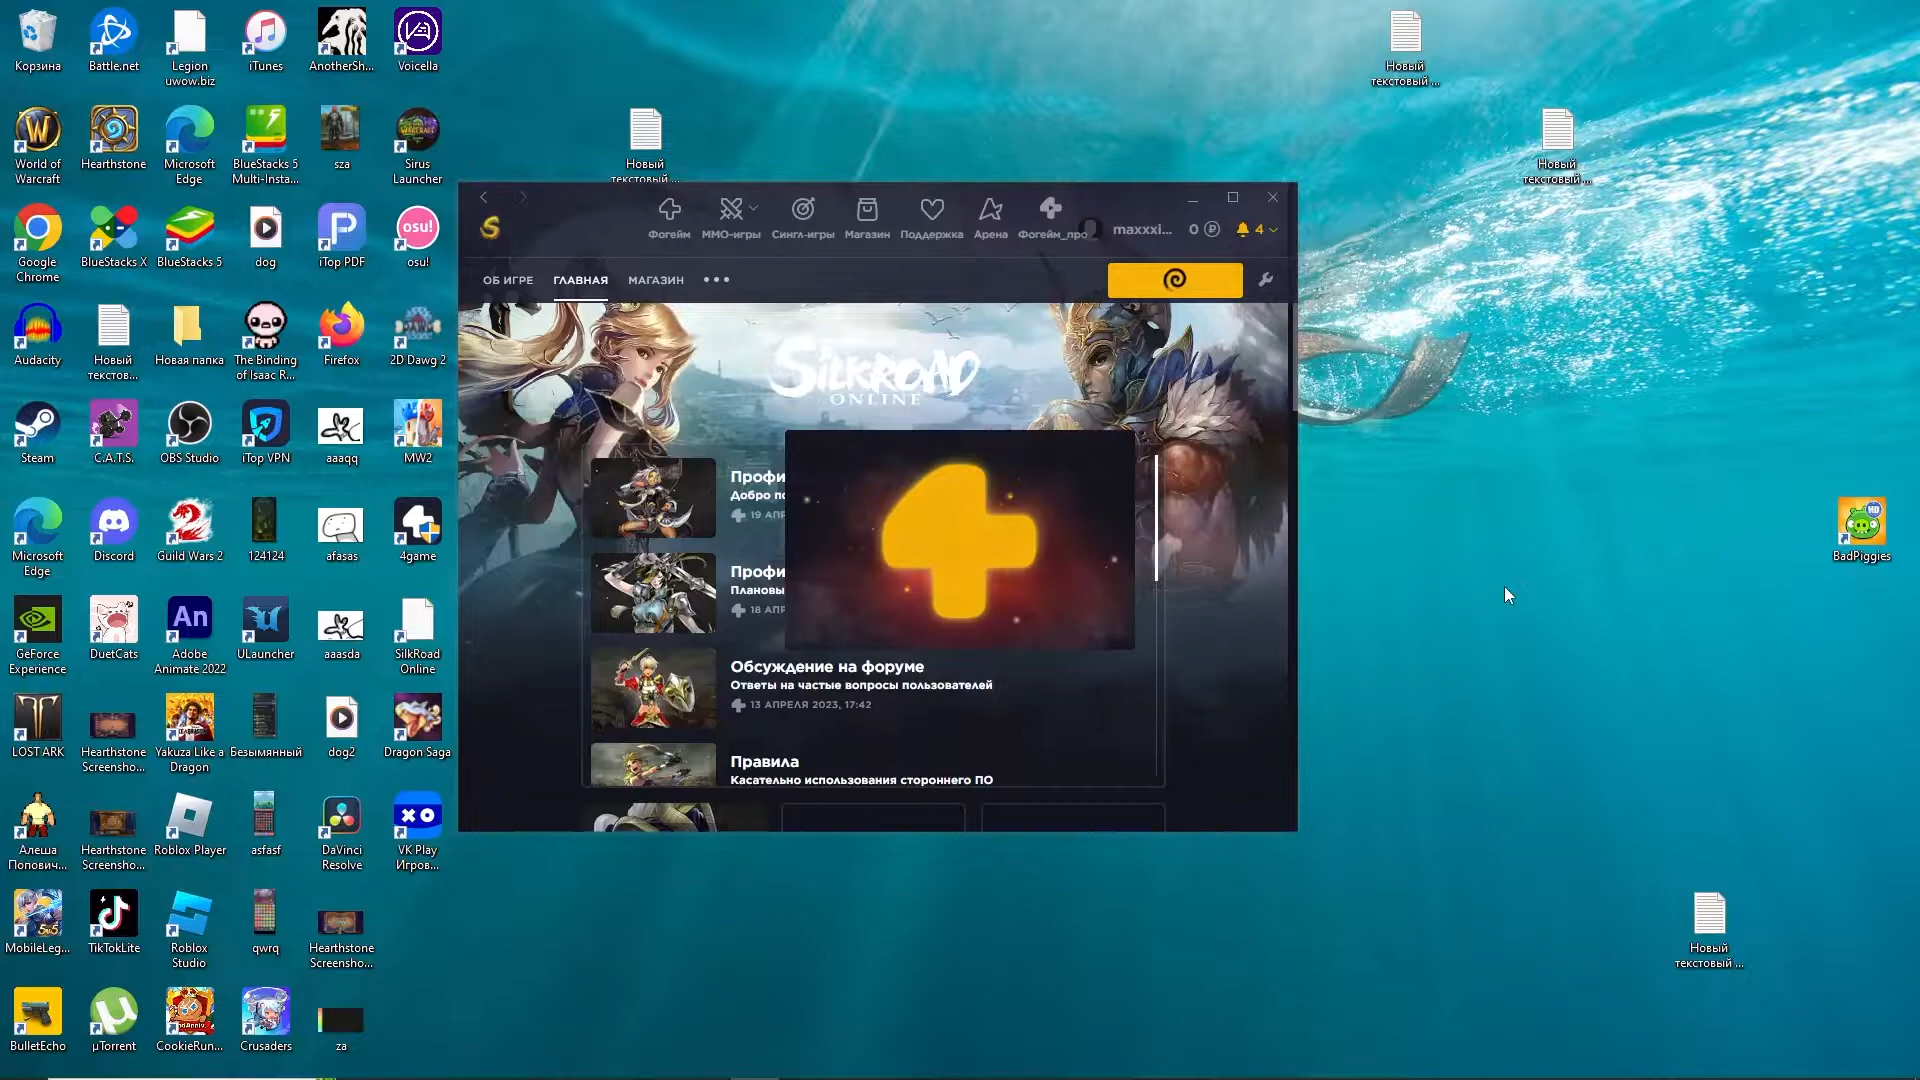 Корзина
Battle.net
Legion
uwow.biz
iTunes
AnotherSh...
Voicella
Новый
текстовый ...
World of
Warcraft
Hearthstone
Microsoft
Edge
BlueStacks 5
Multi-Insta...
sza
Sirus
Launcher
Новый
текстовый ...
Новый
текстовый ...
Google
Chrome
BlueStacks X
BlueStacks 5
dog
iTop PDF
osu!
osu!
Фогейм
ММО-игры
Сингл-игры
Магазин
Поддержка
Арена
Фогейм_про
maxxxi...
0
4
ОБ ИГРЕ
ГЛАВНАЯ
МАГАЗИН
Audacity
Новый
текстов...
Новая папка
The Binding
of Isaac R...
Firefox
2D Dawg 2
SILKROAD
ONLINE
Steam
C.A.T.S.
OBS Studio
iTop VPN
aaaqq
MW2
Профи
Добро по
19 АПР
Microsoft
Edge
Discord
Guild Wars 2
124124
afasas
4game
Профи
Плановы
18 АПР
HD
BadPiggies
GeForce
Experience
DuetCats
An
Adobe
Animate 2022
ULauncher
aaasda
SilkRoad
Online
Обсуждение на форуме
Ответы на частые вопросы пользователей
13 АПРЕЛЯ 2023, 17:42
LOST ARK
Hearthstone
Screensho...
Yakuza Like a
Dragon
Безымянный
dog2
Dragon Saga
Правила
Касательно использования стороннего ПО
Алеша
Попович...
Hearthstone
Screensho...
Roblox Player
asfasf
DaVinci
Resolve
VK Play
Игров...
5v5
MobileLeg...
TikTokLite
Roblox
Studio
qwrq
Hearthstone
Screensho...
Новый
текстовый ...
BulletEcho
µTorrent
CookieRun...
Crusaders
za